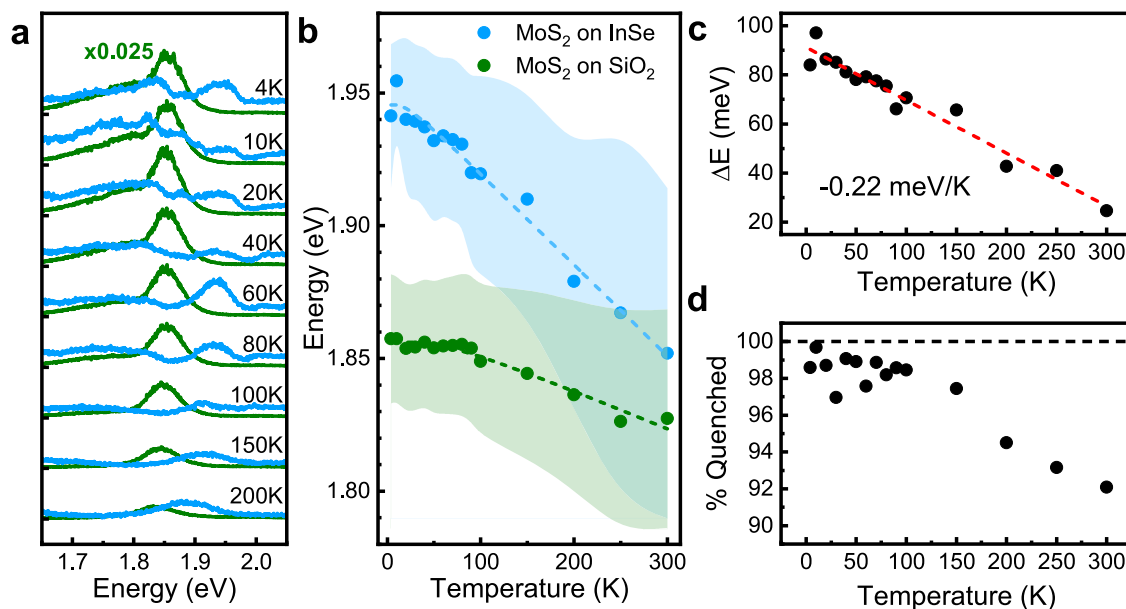 a
x0.025
4K
10K
20K
40K
60K
80K
100K
150K
200K
1.7 1.8 1.9 2.0
Energy (eV)
b
MoS₂ on InSe
MoS₂ on SiO₂
1.95
1.90
1.85
1.80
Energy (eV)
0 100 200 300
Temperature (K)
c
100
80
60
40
20
ΔE (meV)
-0.22 meV/K
0 50 100 150 200 250 300
Temperature (K)
d
100
98
96
94
92
90
% Quenched
0 50 100 150 200 250 300
Temperature (K)